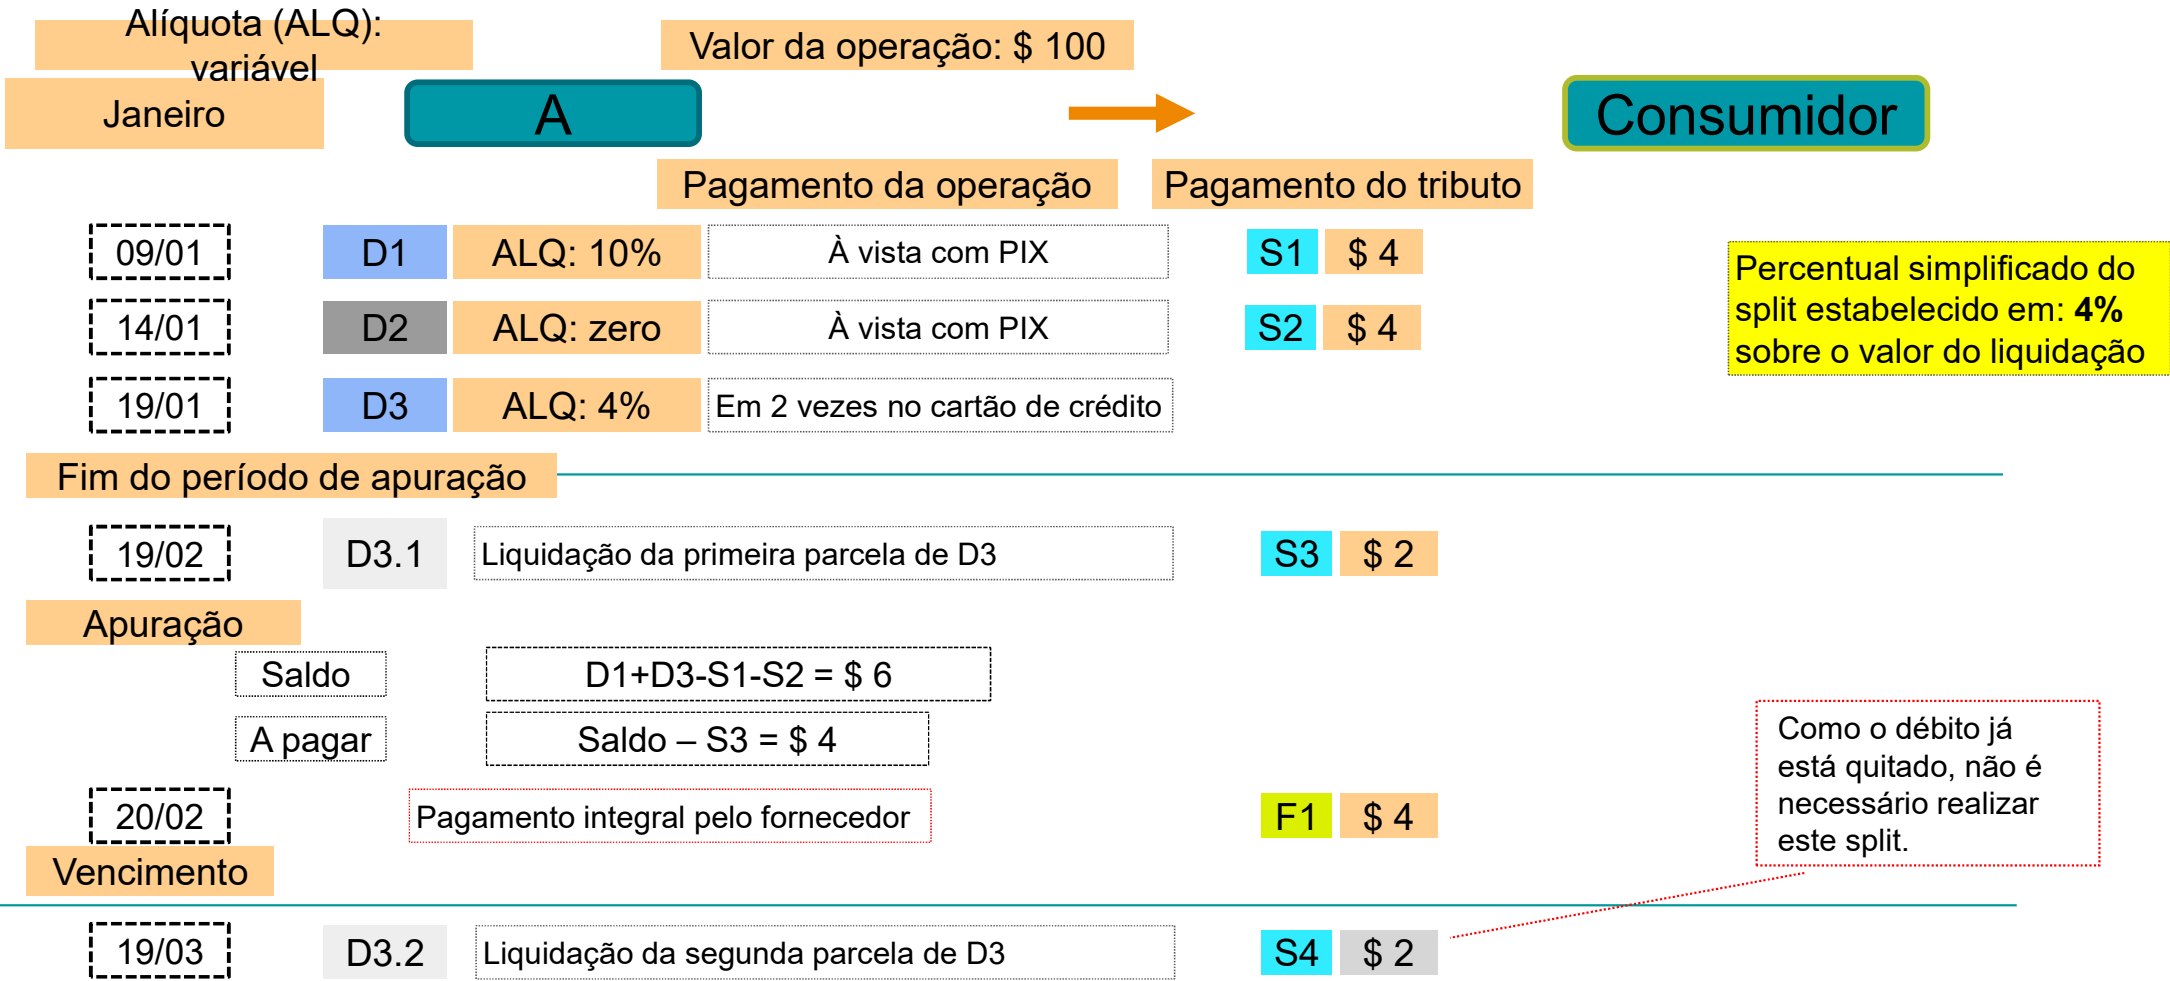 Alíquota (ALQ):
variável
Valor da operação: $ 100
Janeiro
A
Consumidor
Pagamento da operação
Pagamento do tributo
09/01
D1
ALQ: 10%
À vista com PIX
S1
$ 4
14/01
D2
ALQ: zero
À vista com PIX
S2
$ 4
Percentual simplificado do
split estabelecido em: 4%
sobre o valor do liquidação
19/01
D3
ALQ: 4%
Em 2 vezes no cartão de crédito
Fim do período de apuração
19/02
D3.1
Liquidação da primeira parcela de D3
S3
$ 2
Apuração
Saldo
D1+D3-S1-S2 = $ 6
A pagar
Saldo – S3 = $ 4
Como o débito já
está quitado, não é
necessário realizar
este split.
20/02
Pagamento integral pelo fornecedor
F1
$ 4
Vencimento
19/03
D3.2
Liquidação da segunda parcela de D3
S4
$ 2